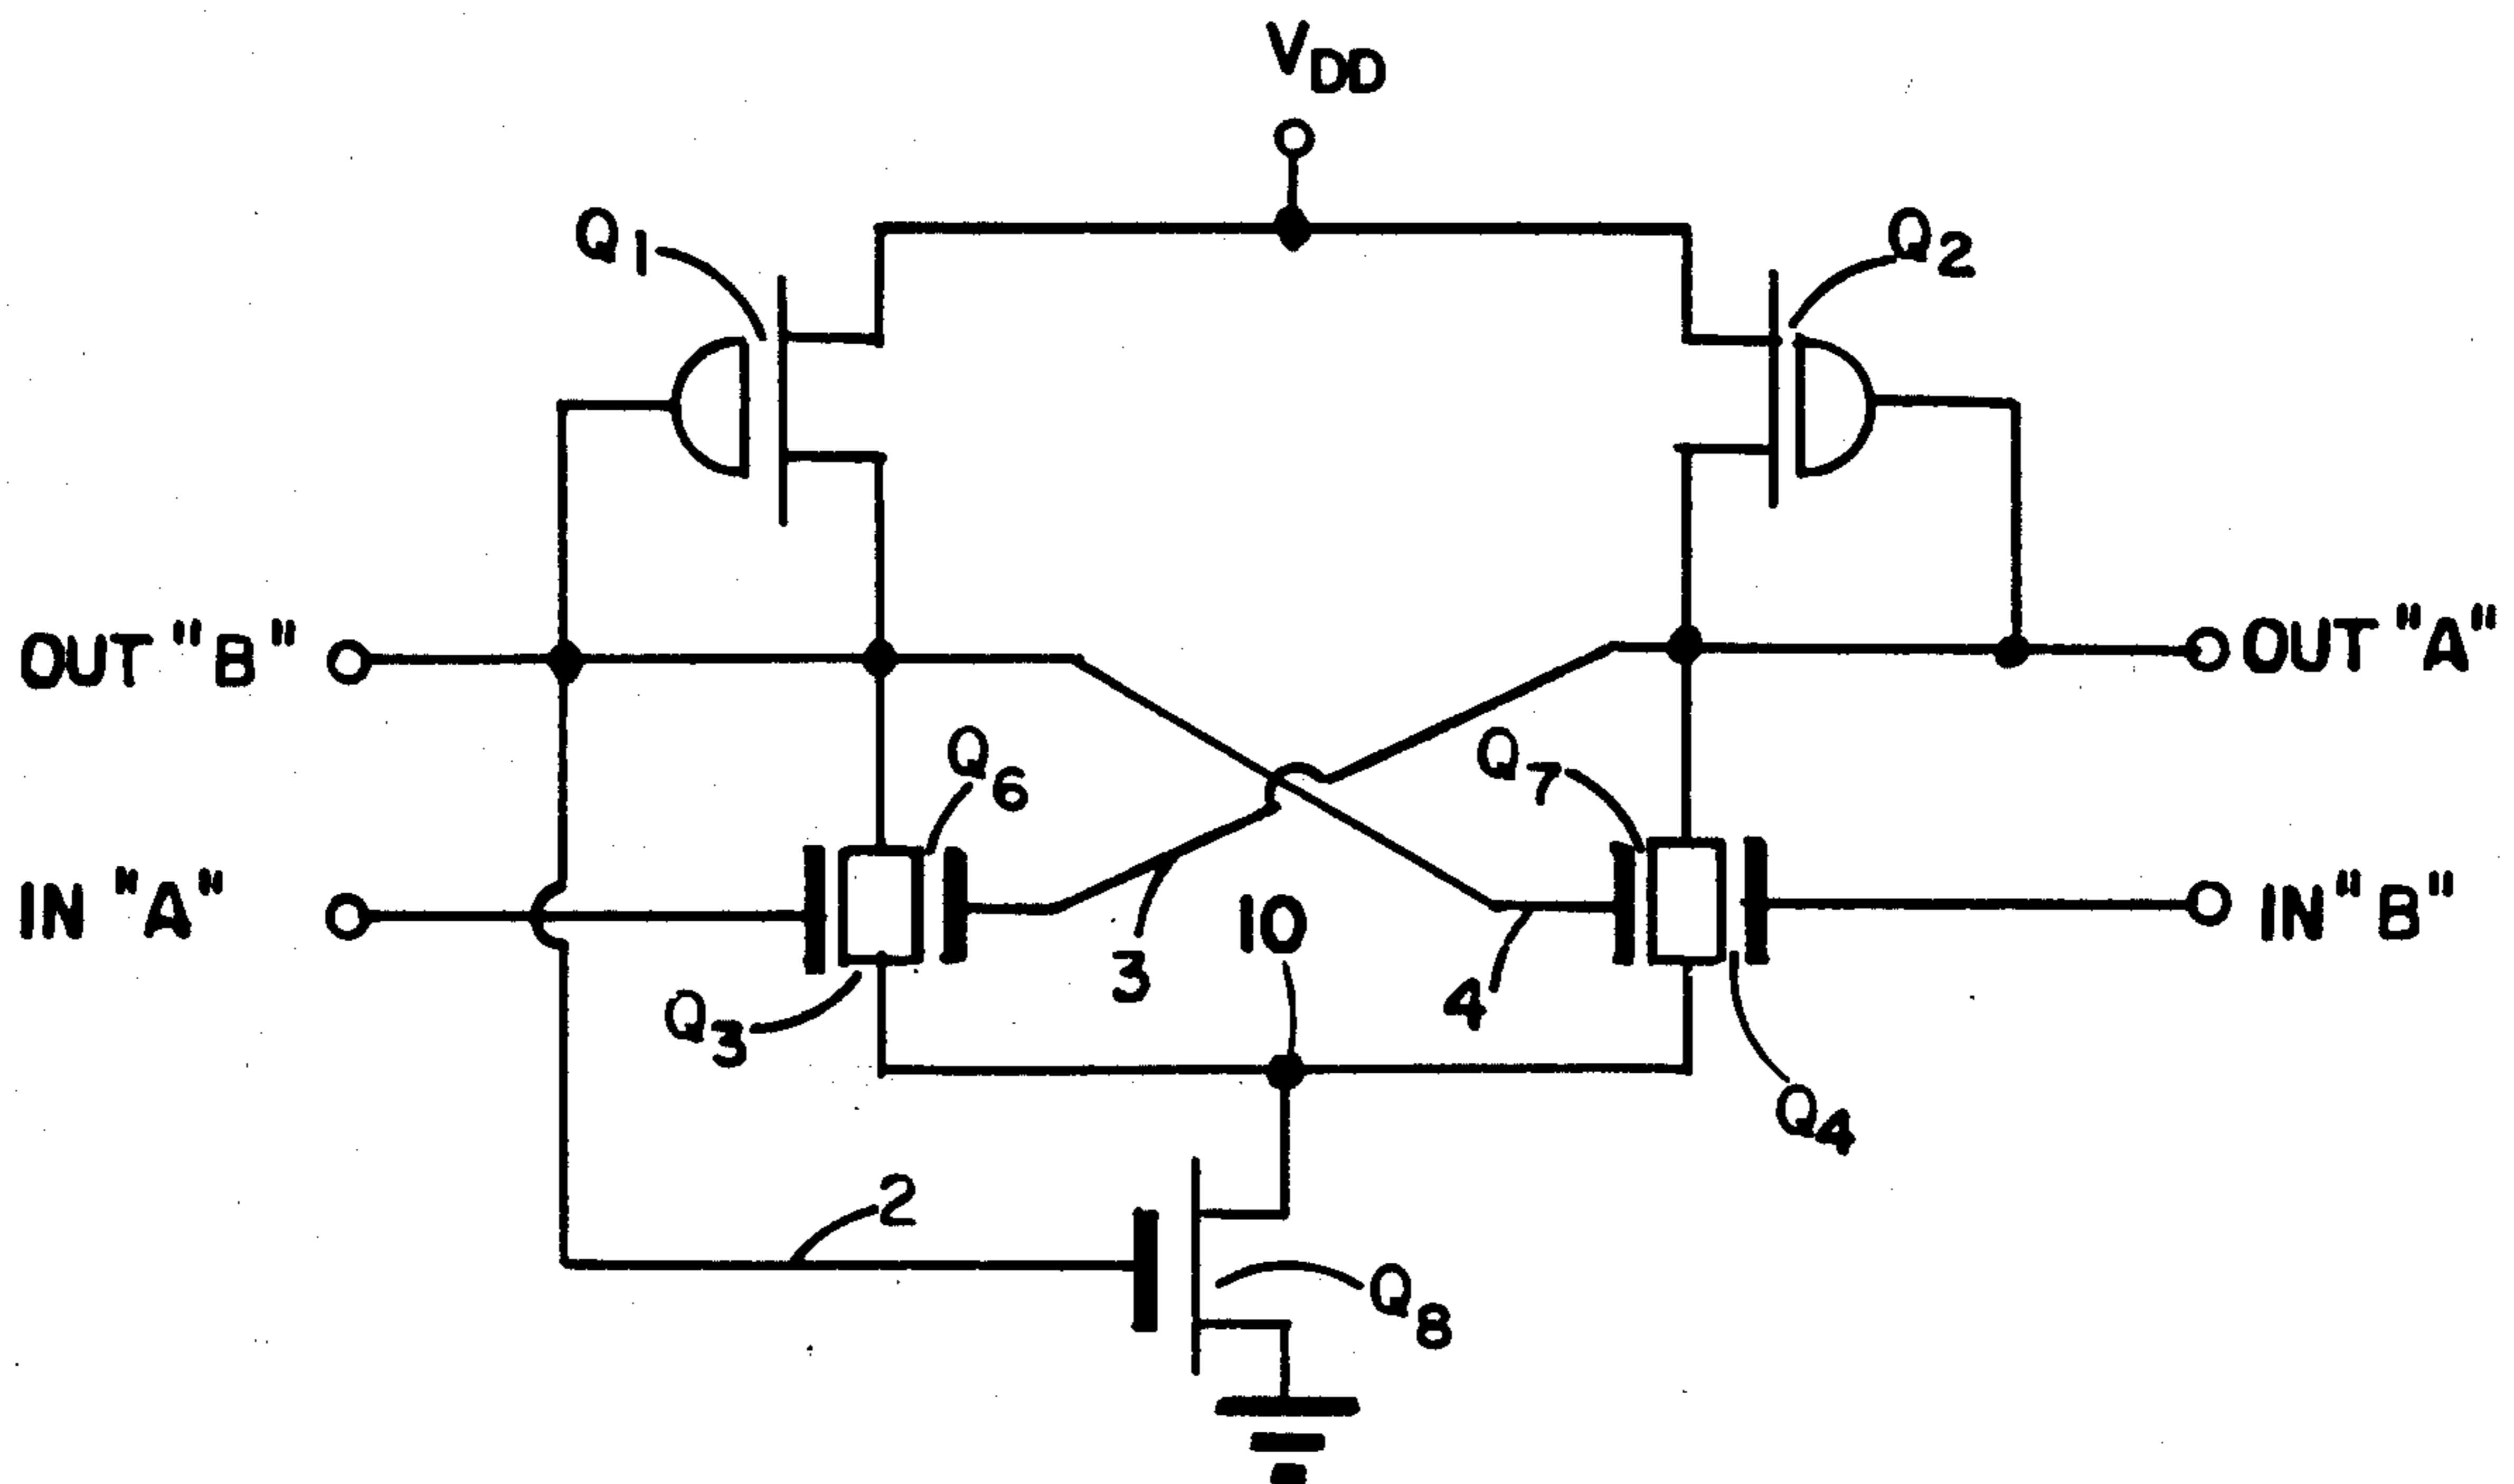 VDD
Q1
Q2
OUT "B"
OUT "A"
Q6
Q7
IN "A"
3
10
4
IN "B"
Q3
Q4
2
Q8